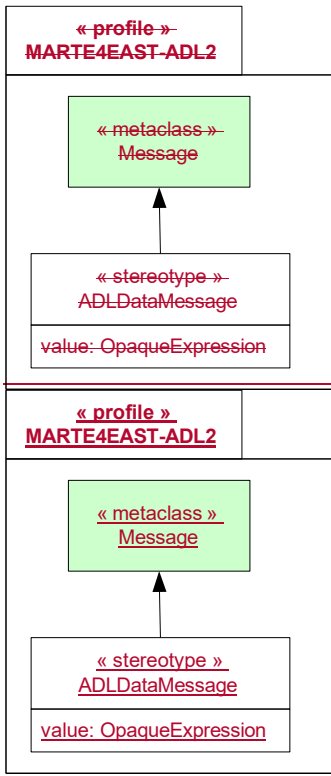 « profile »
MARTE4EAST-ADL2
« metaclass »
Message
« stereotype »
ADLDataMessage
value: OpaqueExpression
« profile »
MARTE4EAST-ADL2
« metaclass »
Message
« stereotype »
ADLDataMessage
value: OpaqueExpression